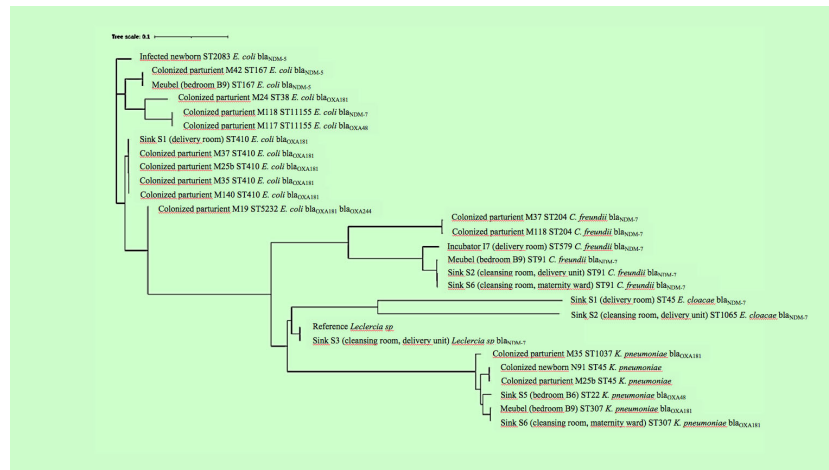 Tree scale: 0.1
Infected newborn ST2083 E. coli blaNDM-5
Colonized parturient M42 ST167 E. coli blaNDM-5
Meubel (bedroom B9) ST167 E. coli blaNDM-5
Colonized parturient M24 ST38 E. coli blaOXA181
Colonized parturient M118 ST11155 E. coli blaNDM-7
Colonized parturient M117 ST11155 E. coli blaOXA48
Sink S1 (delivery room) ST410 E. coli blaOXA181
Colonized parturient M37 ST410 E. coli blaOXA181
Colonized parturient M25b ST410 E. coli blaOXA181
Colonized parturient M35 ST410 E. coli blaOXA181
Colonized parturient M140 ST410 E. coli blaOXA181
Colonized parturient M19 ST5232 E. coli blaOXA181 blaOXA244
Colonized parturient M37 ST204 C. freundii blaNDM-7
Colonized parturient M118 ST204 C. freundii blaNDM-7
Incubator I7 (delivery room) ST579 C. freundii blaNDM-7
Meubel (bedroom B9) ST91 C. freundii blaNDM-7
Sink S2 (cleansing room, delivery unit) ST91 C. freundii blaNDM-7
Sink S6 (cleansing room, maternity ward) ST91 C. freundii blaNDM-7
Sink S1 (delivery room) ST45 E. cloacae blaNDM-7
Sink S2 (cleansing room, delivery unit) ST1065 E. cloacae blaNDM-7
Reference Leclercia sp
Sink S3 (cleansing room, delivery unit) Leclercia sp blaNDM-7
Colonized parturient M35 ST1037 K. pneumoniae blaOXA181
Colonized newborn N91 ST45 K. pneumoniae
Colonized parturient M25b ST45 K. pneumoniae
Sink S5 (bedroom B6) ST22 K. pneumoniae blaOXA48
Meubel (bedroom B9) ST307 K. pneumoniae blaOXA181
Sink S6 (cleansing room, maternity ward) ST307 K. pneumoniae blaOXA181